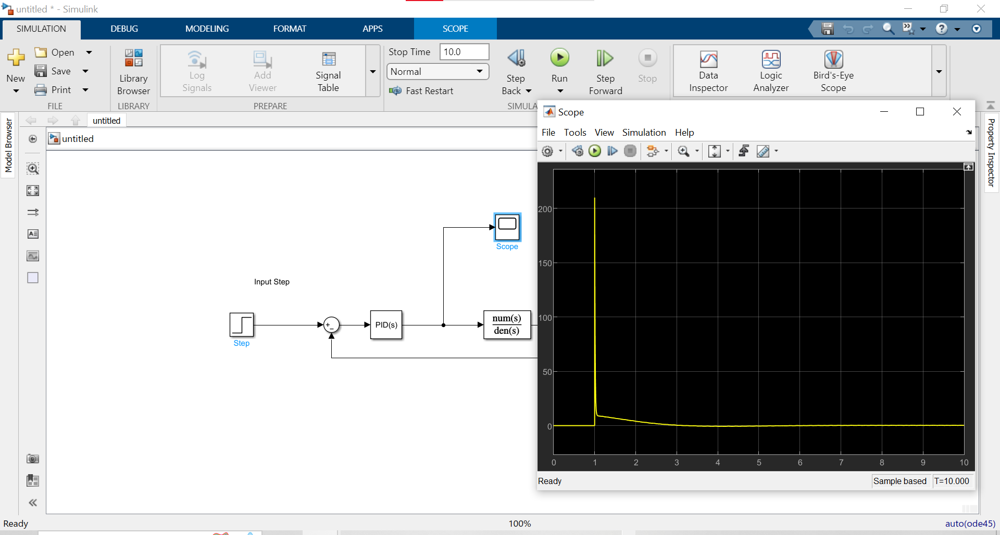 untitled * - Simulink
SIMULATION DEBUG MODELING FORMAT APPS SCOPE
New
Open
Save
Print
FILE
Library
Browser
LIBRARY
Log
Signals
Add
Viewer
Signal
Table
PREPARE
Stop Time 10.0
Normal
Fast Restart
Step
Back
Run
Step
Forward
Stop
SIMULA
Data
Inspector
Logic
Analyzer
Bird's-Eye
Scope
Model Browser
untitled
untitled
Property Inspector
Input Step
Step
+
−
PID(s)
num(s)
den(s)
Scope
Scope
File Tools View Simulation Help
200
150
100
50
0
0 1 2 3 4 5 6 7 8 9 10
Ready Sample based T=10.000
Ready 100% auto(ode45)